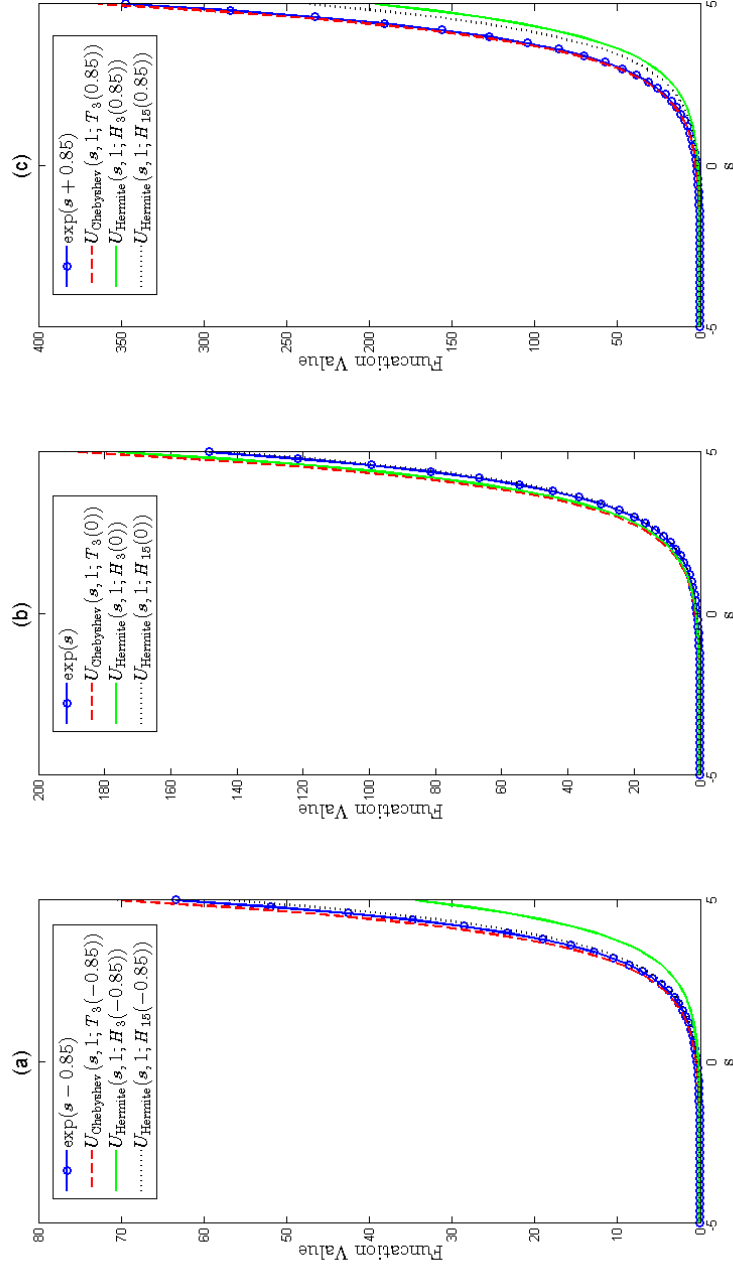 (a)
exp(s − 0.85)
U_Chebyshev(s, 1; T_3(−0.85))
U_Hermite(s, 1; H_3(−0.85))
U_Hermite(s, 1; H_15(−0.85))
Funcation Value
80
70
60
50
40
30
20
10
0
-5
0
5
s
(b)
exp(s)
U_Chebyshev(s, 1; T_3(0))
U_Hermite(s, 1; H_3(0))
U_Hermite(s, 1; H_15(0))
Funcation Value
200
180
160
140
120
100
80
60
40
20
0
-5
0
5
s
(c)
exp(s + 0.85)
U_Chebyshev(s, 1; T_3(0.85))
U_Hermite(s, 1; H_3(0.85))
U_Hermite(s, 1; H_15(0.85))
Funcation Value
400
350
300
250
200
150
100
50
0
-5
0
5
s